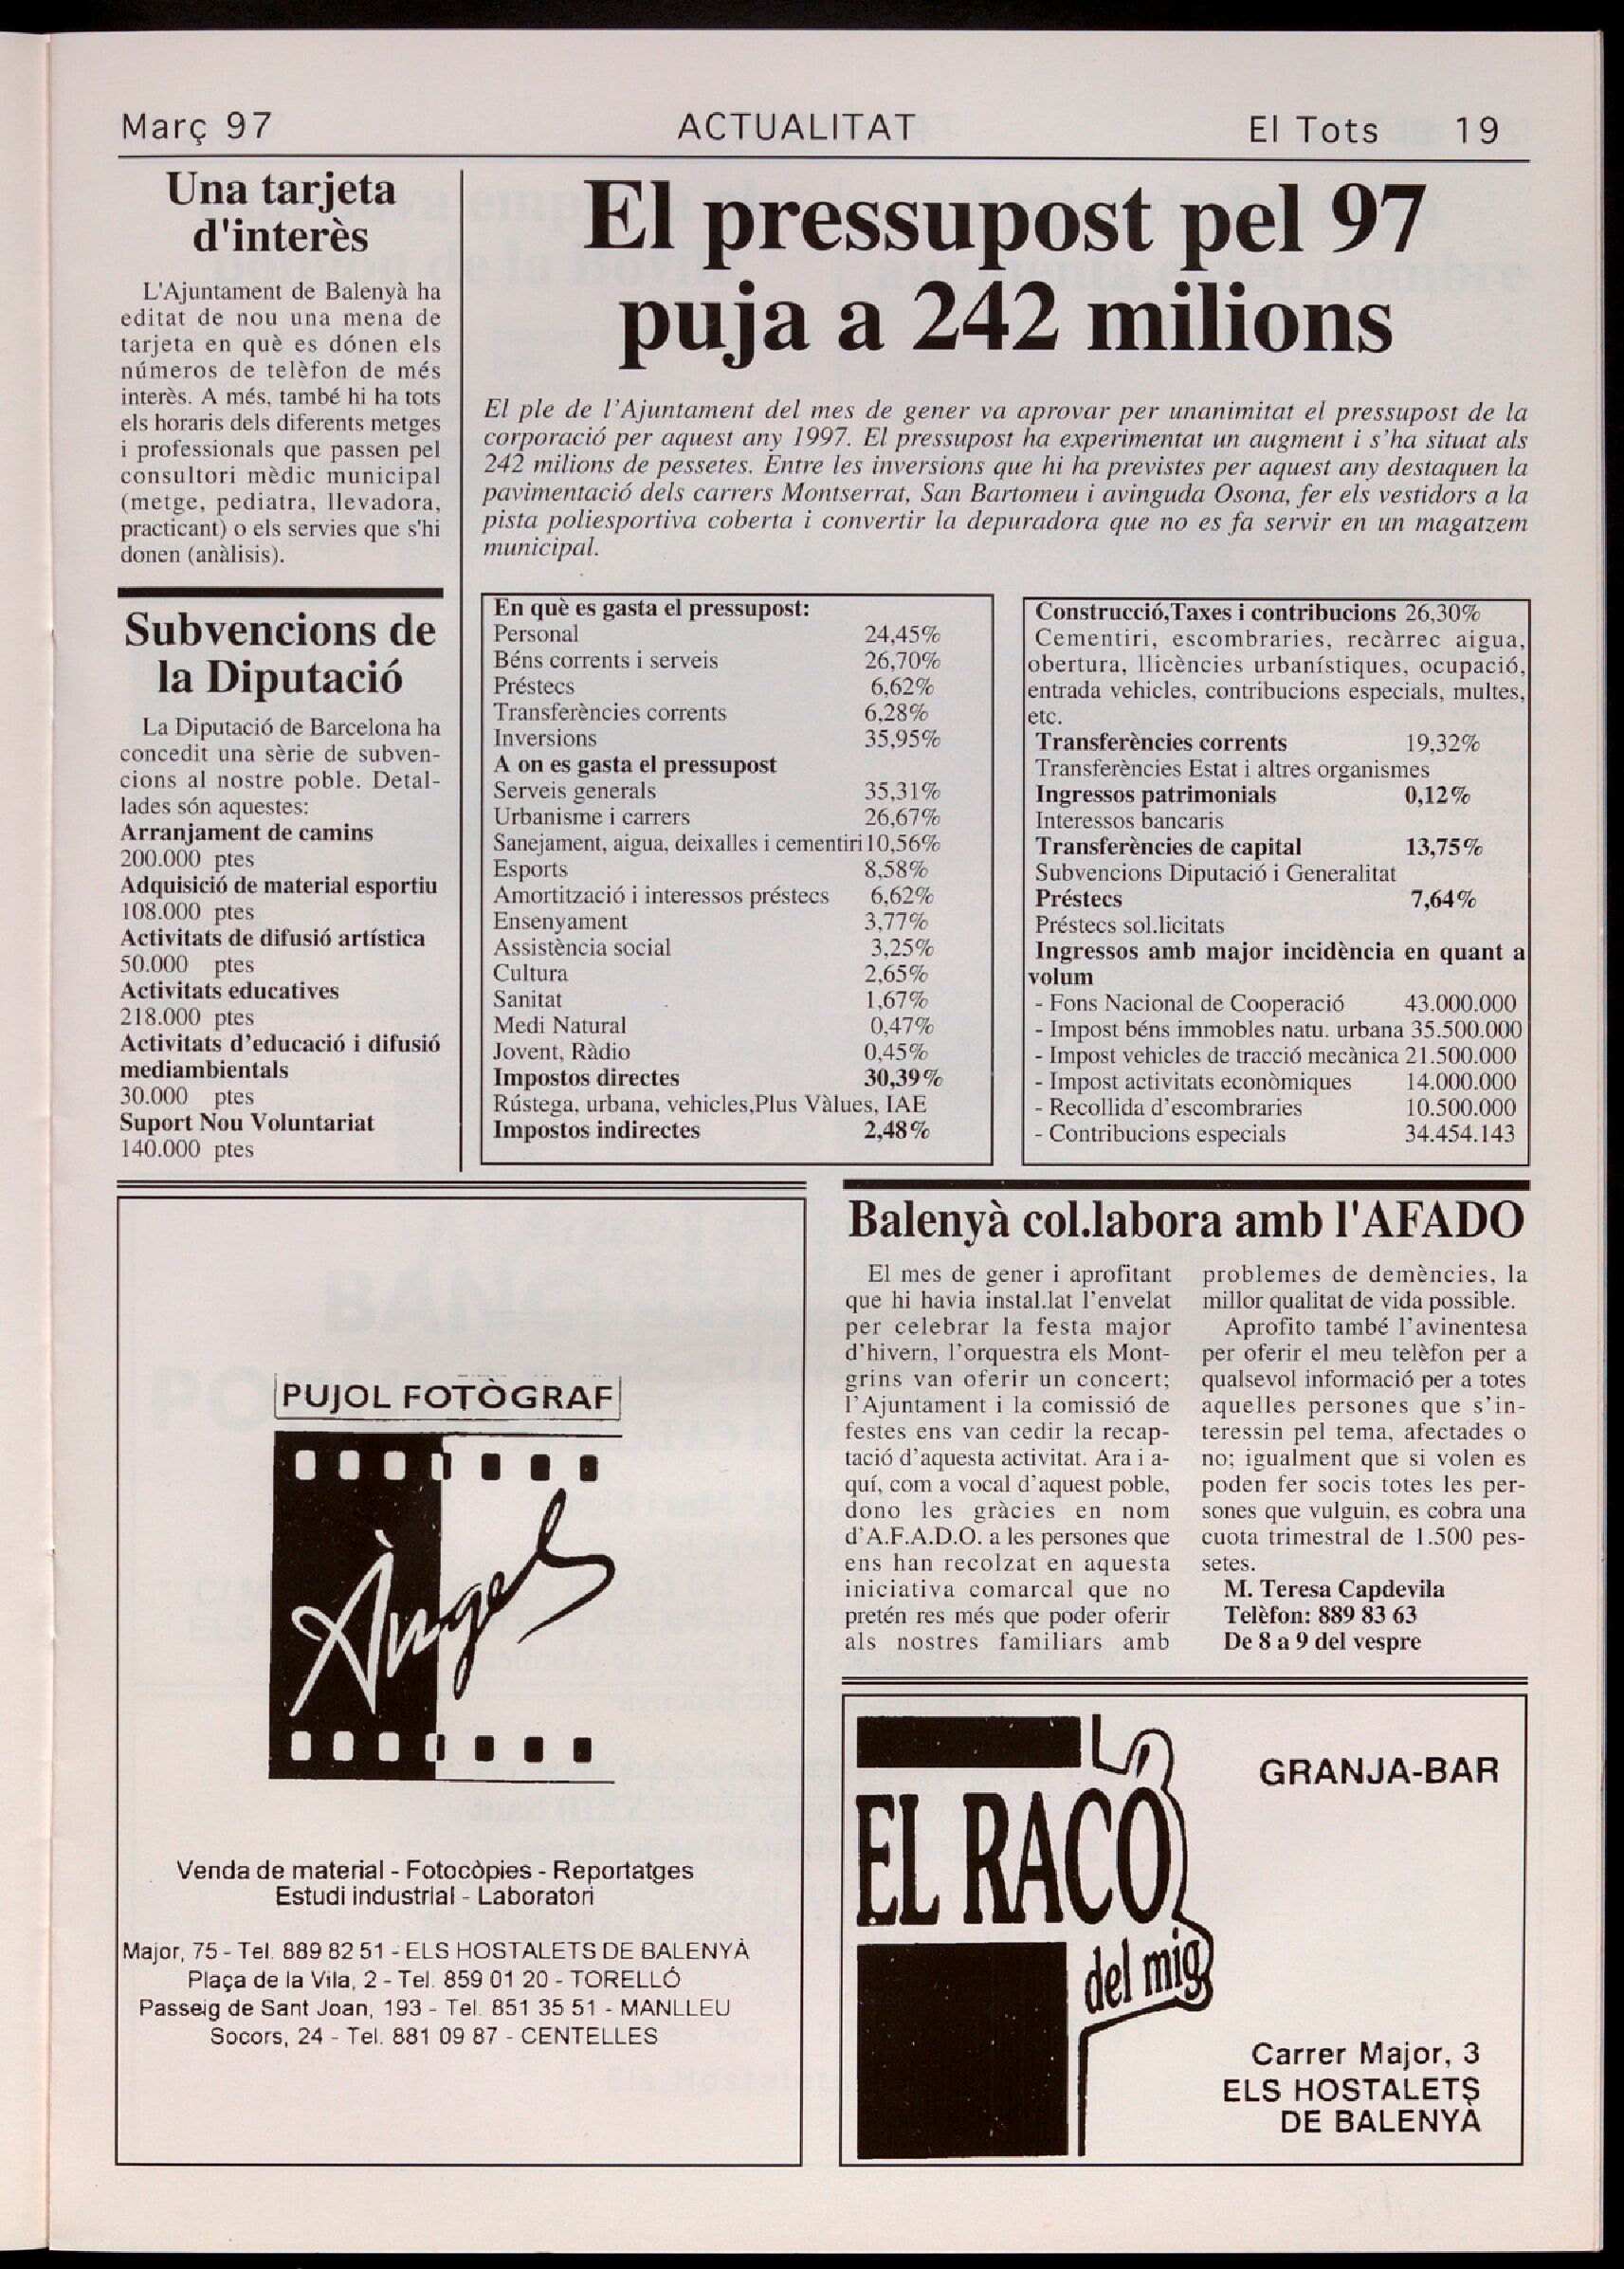 Març 97
ACTUALITAT
El Tots 19
Una tarjeta
d'interès
L'Ajuntament de Balenyà ha
editat de nou una mena de
tarjeta en què es dónen els
números de telèfon de més
interès. A més, també hi ha tots
els horaris dels diferents metges
i professionals que passen pel
consultori mèdic municipal
(metge, pediatra, llevadora,
practicant) o els servies que s'hi
donen (anàlisis).
Subvencions de
la Diputació
La Diputació de Barcelona ha
concedit una sèrie de subven-
cions al nostre poble. Detal-
lades són aquestes:
Arranjament de camins
200.000 ptes
Adquisició de material esportiu
108.000 ptes
Activitats de difusió artística
50.000 ptes
Activitats educatives
218.000 ptes
Activitats d'educació i difusió
mediambientals
30.000 ptes
Suport Nou Voluntariat
140.000 ptes
El pressupost pel 97
puja a 242 milions
El ple de l'Ajuntament del mes de gener va aprovar per unanimitat el pressupost de la
corporació per aquest any 1997. El pressupost ha experimentat un augment i s'ha situat als
242 milions de pessetes. Entre les inversions que hi ha previstes per aquest any destaquen la
pavimentació dels carrers Montserrat, San Bartomeu i avinguda Osona, fer els vestidors a la
pista poliesportiva coberta i convertir la depuradora que no es fa servir en un magatzem
municipal.
En què es gasta el pressupost:
Personal 24,45%
Béns corrents i serveis 26,70%
Préstecs 6,62%
Transferències corrents 6,28%
Inversions 35,95%
A on es gasta el pressupost
Serveis generals 35,31%
Urbanisme i carrers 26,67%
Sanejament, aigua, deixalles i cementiri 10,56%
Esports 8,58%
Amortització i interessos préstecs 6,62%
Ensenyament 3,77%
Assistència social 3,25%
Cultura 2,65%
Sanitat 1,67%
Medi Natural 0,47%
Jovent, Ràdio 0,45%
Impostos directes 30,39%
Rústega, urbana, vehicles,Plus Vàlues, IAE
Impostos indirectes 2,48%
Construcció,Taxes i contribucions 26,30%
Cementiri, escombraries, recàrrec aigua,
obertura, llicències urbanístiques, ocupació,
entrada vehicles, contribucions especials, multes,
etc.
Transferències corrents 19,32%
Transferències Estat i altres organismes
Ingressos patrimonials 0,12%
Interessos bancaris
Transferències de capital 13,75%
Subvencions Diputació i Generalitat
Préstecs 7,64%
Préstecs sol.licitats
Ingressos amb major incidència en quant a
volum
- Fons Nacional de Cooperació 43.000.000
- Impost béns immobles natu. urbana 35.500.000
- Impost vehicles de tracció mecànica 21.500.000
- Impost activitats econòmiques 14.000.000
- Recollida d'escombraries 10.500.000
- Contribucions especials 34.454.143
Balenyà col.labora amb l'AFADO
El mes de gener i aprofitant
que hi havia instal.lat l'envelat
per celebrar la festa major
d'hivern, l'orquestra els Mont-
grins van oferir un concert;
l'Ajuntament i la comissió de
festes ens van cedir la recap-
tació d'aquesta activitat. Ara i a-
quí, com a vocal d'aquest poble,
dono les gràcies en nom
d'A.F.A.D.O. a les persones que
ens han recolzat en aquesta
iniciativa comarcal que no
pretén res més que poder oferir
als nostres familiars amb
problemes de demències, la
millor qualitat de vida possible.
Aprofito també l'avinentesa
per oferir el meu telèfon per a
qualsevol informació per a totes
aquelles persones que s'in-
teressin pel tema, afectades o
no; igualment que si volen es
poden fer socis totes les per-
sones que vulguin, es cobra una
cuota trimestral de 1.500 pes-
setes.
M. Teresa Capdevila
Telèfon: 889 83 63
De 8 a 9 del vespre
PUJOL FOTÒGRAF
Àngel
Venda de material - Fotocòpies - Reportatges
Estudi industrial - Laboratori
Major, 75 - Tel. 889 82 51 - ELS HOSTALETS DE BALENYÀ
Plaça de la Vila, 2 - Tel. 859 01 20 - TORELLÓ
Passeig de Sant Joan, 193 - Tel. 851 35 51 - MANLLEU
Socors, 24 - Tel. 881 09 87 - CENTELLES
EL RACÓ
del mig
GRANJA-BAR
Carrer Major, 3
ELS HOSTALETS
DE BALENYÀ